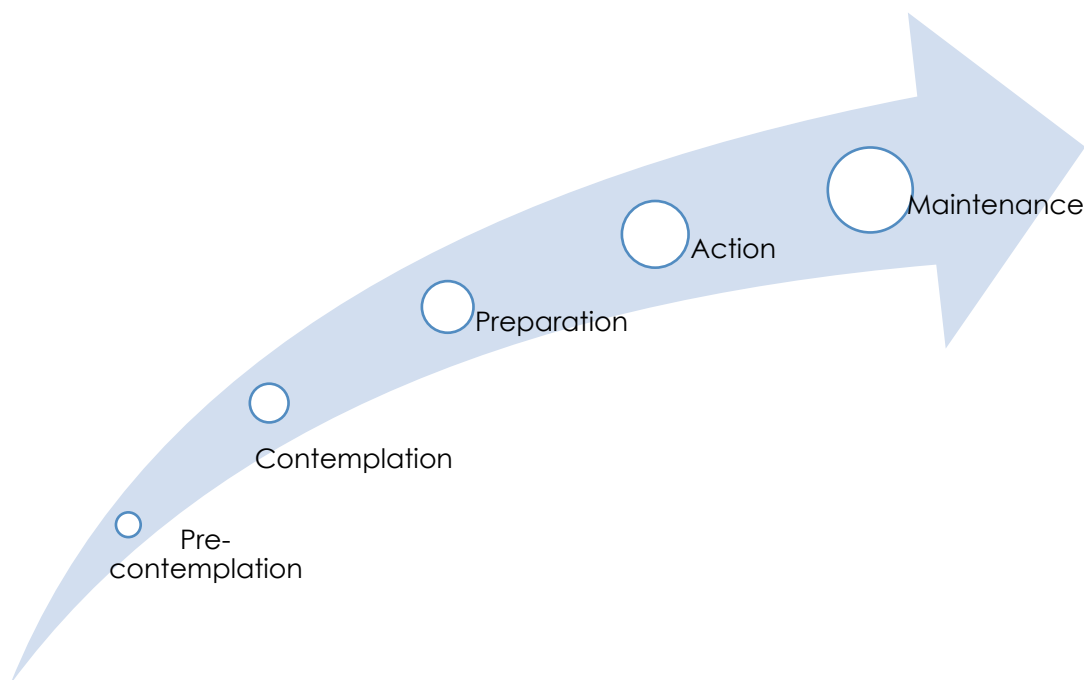 Maintenance
Action
Preparation
Contemplation
Pre-
contemplation